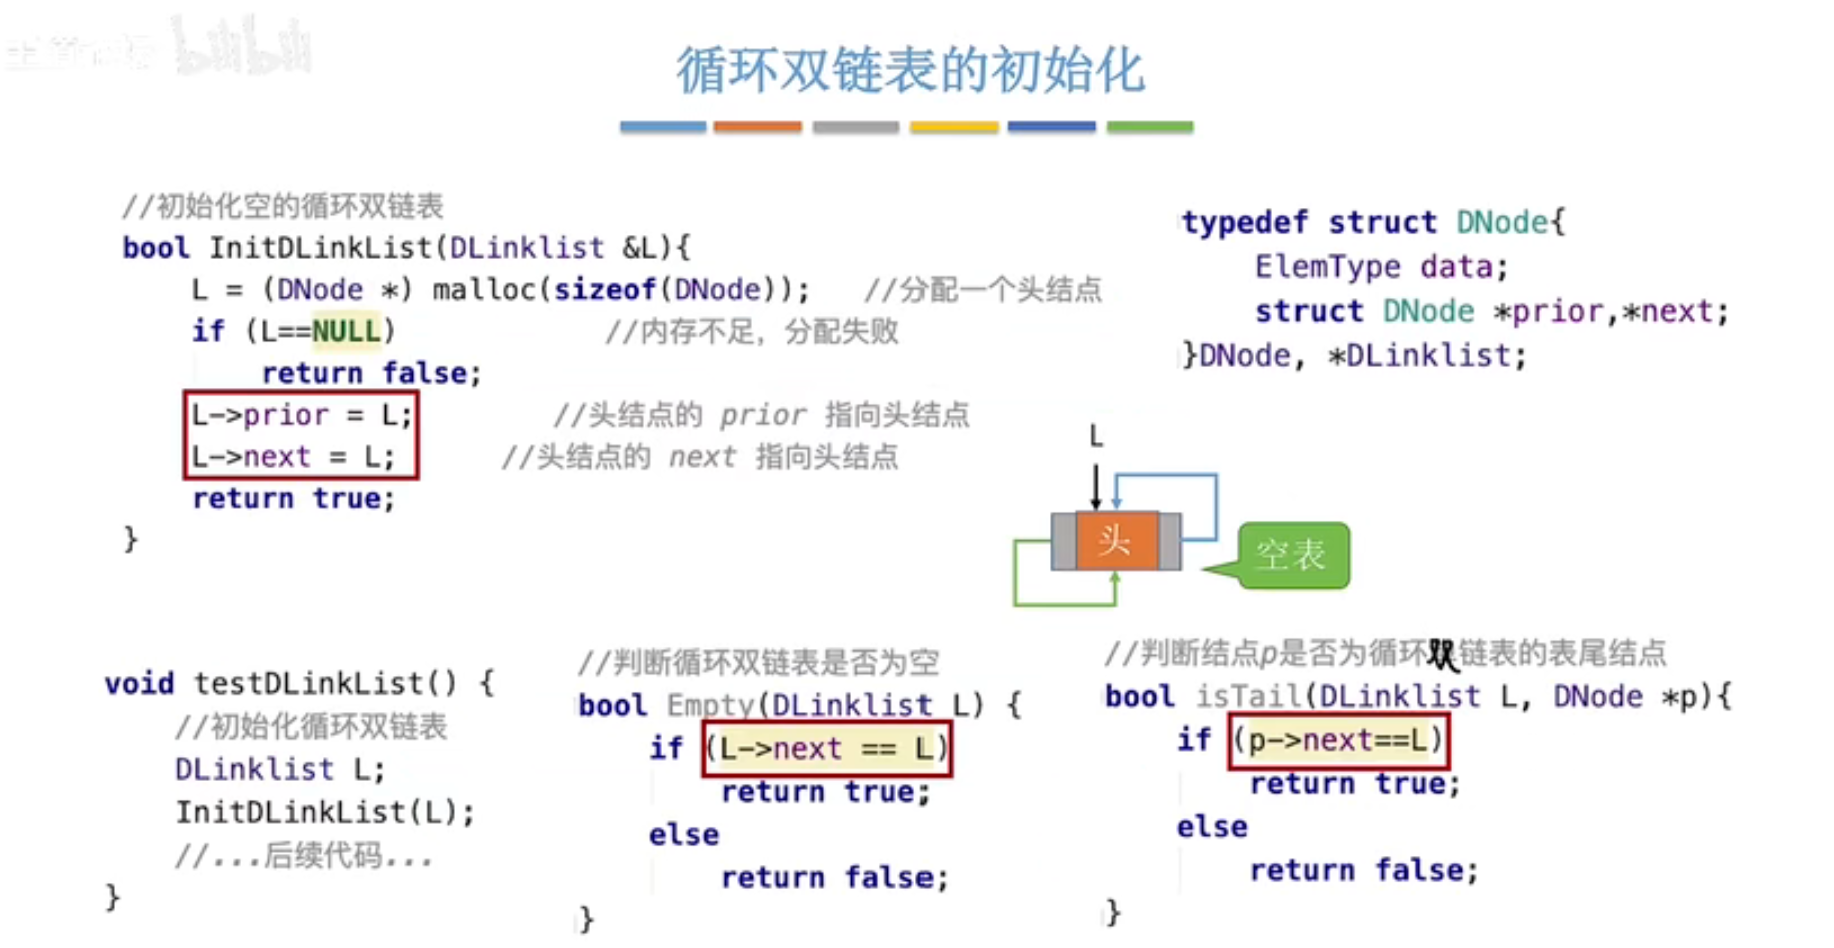 bilibili
循环双链表的初始化
//初始化空的循环双链表
bool InitDLinkList(DLinklist &L){
L = (DNode *) malloc(sizeof(DNode)); //分配一个头结点
if (L==NULL) //内存不足，分配失败
return false;
L->prior = L; //头结点的 prior 指向头结点
L->next = L; //头结点的 next 指向头结点
return true;
}
typedef struct DNode{
ElemType data;
struct DNode *prior,*next;
}DNode, *DLinklist;
L
头
空表
void testDLinkList() {
//初始化循环双链表
DLinklist L;
InitDLinkList(L);
//...后续代码...
}
//判断循环双链表是否为空
bool Empty(DLinklist L) {
if (L->next == L)
return true;
else
return false;
}
//判断结点p是否为循环双链表的表尾结点
bool isTail(DLinklist L, DNode *p){
if (p->next==L)
return true;
else
return false;
}